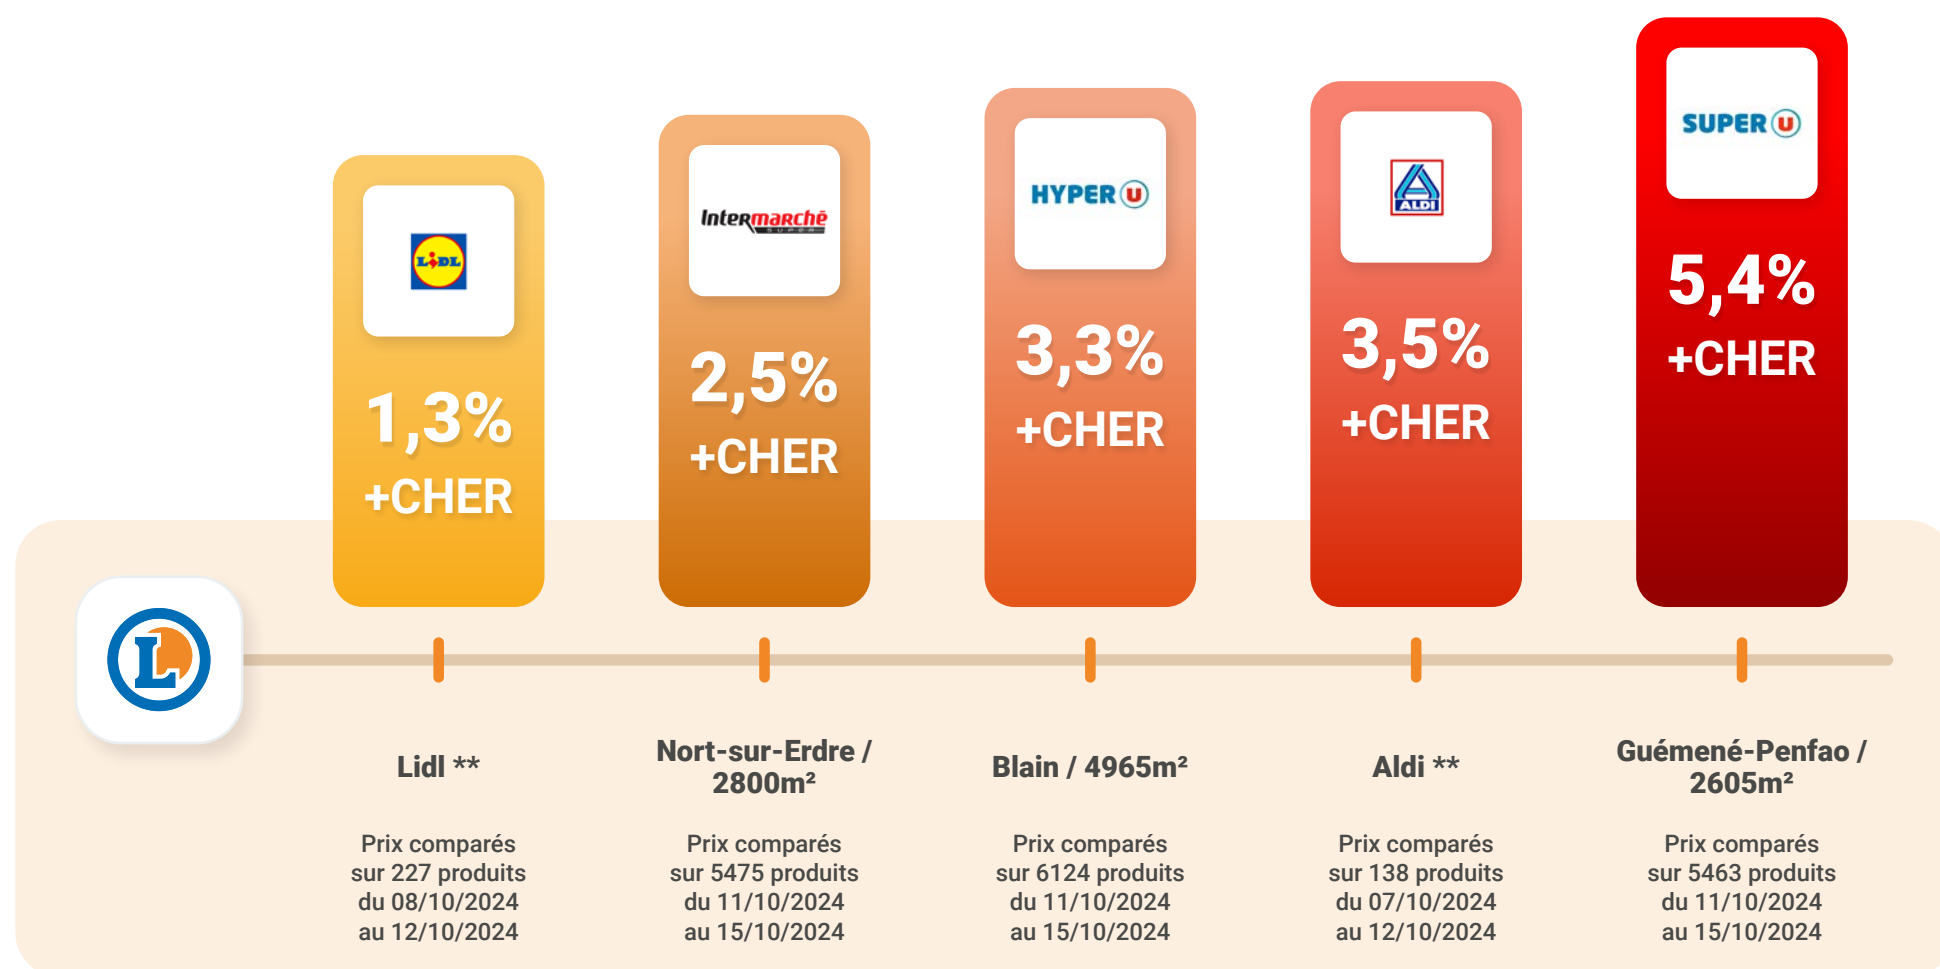 LIDL
1,3%
+CHER
Intermarchē
SUPER
2,5%
+CHER
HYPER U
3,3%
+CHER
ALDI
3,5%
+CHER
SUPER U
5,4%
+CHER
L
Lidl **
Prix comparés
sur 227 produits
du 08/10/2024
au 12/10/2024
Nort-sur-Erdre /
2800m²
Prix comparés
sur 5475 produits
du 11/10/2024
au 15/10/2024
Blain / 4965m²
Prix comparés
sur 6124 produits
du 11/10/2024
au 15/10/2024
Aldi **
Prix comparés
sur 138 produits
du 07/10/2024
au 12/10/2024
Guémené-Penfao /
2605m²
Prix comparés
sur 5463 produits
du 11/10/2024
au 15/10/2024